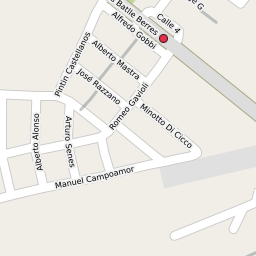 Batlle Berres
Calle 4
e G
Alfredo Gobbi
Pintín Castellanos
Alberto Mastra
José Razzano
Minotto Di Cicco
Romeo Gavioli
Alberto Alonso
Arturo Senes
Manuel Campoamor